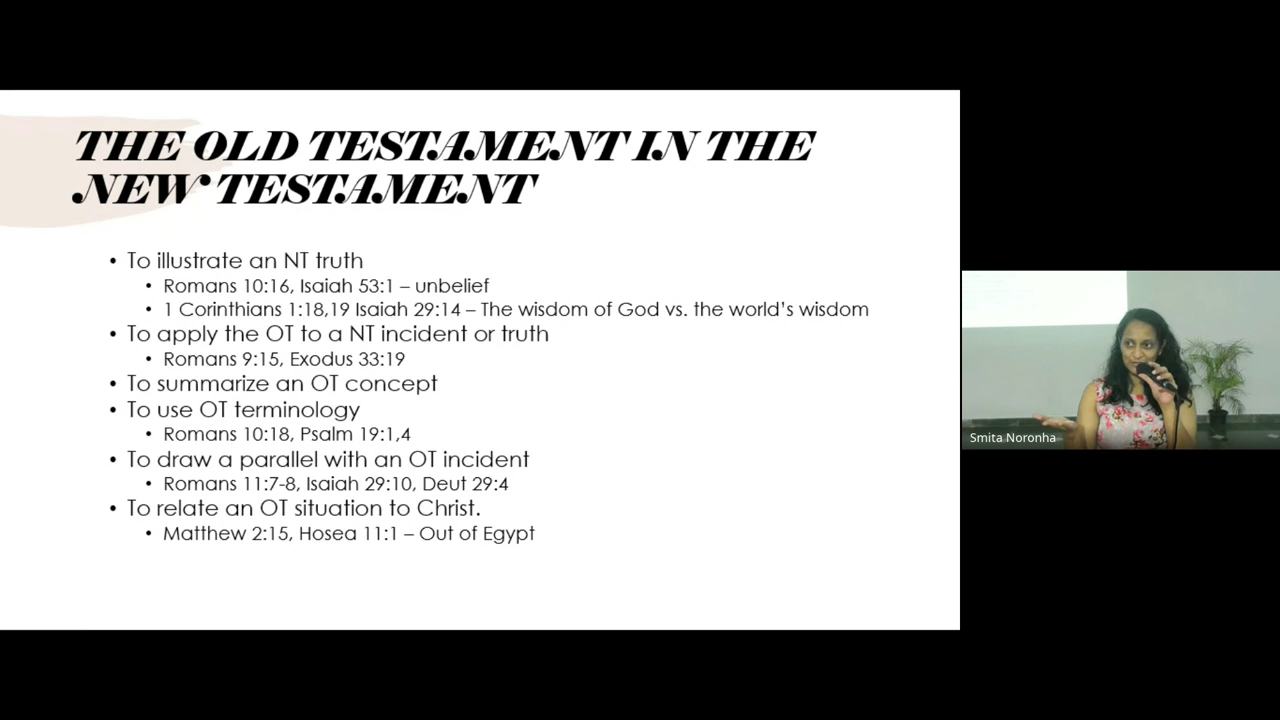 THE OLD TESTAMENT IN THE
NEW TESTAMENT
• To illustrate an NT truth
• Romans 10:16, Isaiah 53:1 – unbelief
• 1 Corinthians 1:18,19 Isaiah 29:14 – The wisdom of God vs. the world's wisdom
• To apply the OT to a NT incident or truth
• Romans 9:15, Exodus 33:19
• To summarize an OT concept
• To use OT terminology
• Romans 10:18, Psalm 19:1,4
• To draw a parallel with an OT incident
• Romans 11:7-8, Isaiah 29:10, Deut 29:4
• To relate an OT situation to Christ.
• Matthew 2:15, Hosea 11:1 – Out of Egypt
Smita Noronha